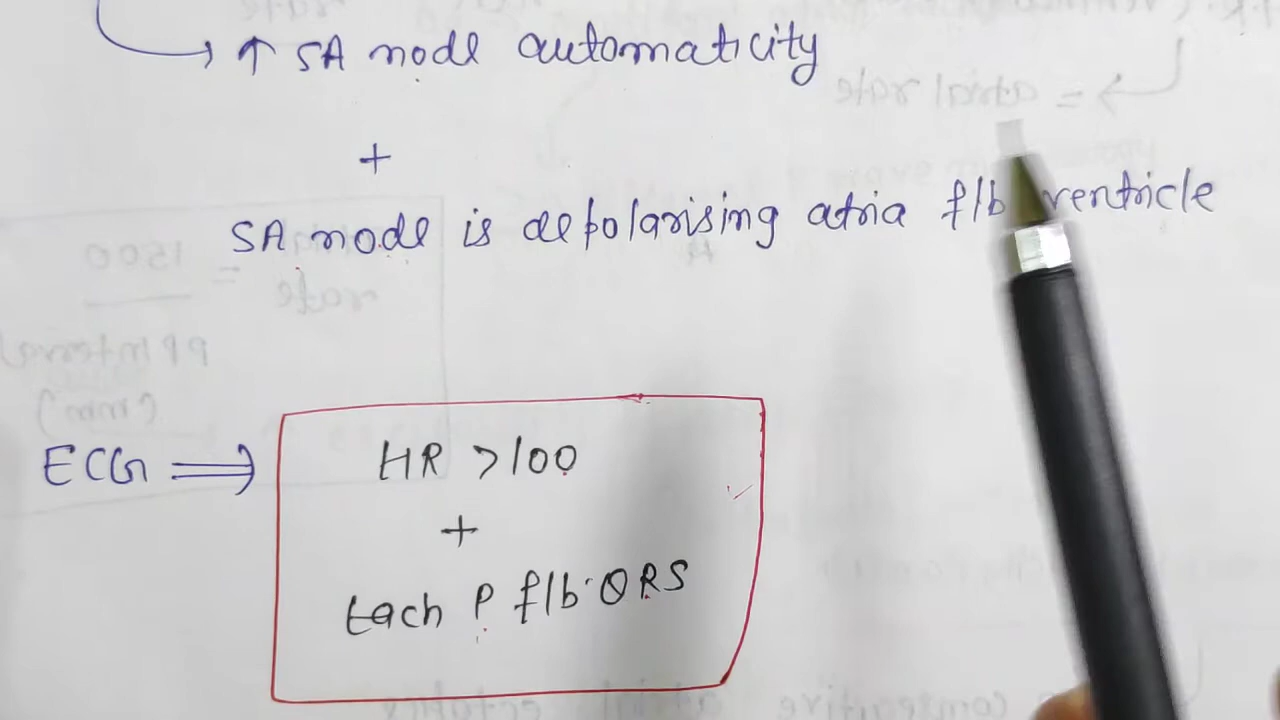 ↑ SA node automaticity
+
SA node is depolarising atria f/b ventricle
ECG ⇒ HR >100
+
Each P f/b QRS